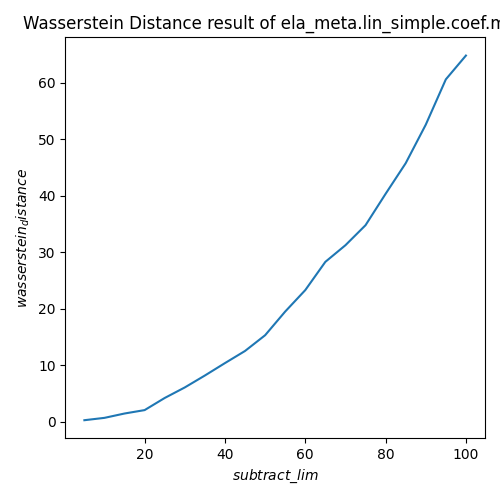 Wasserstein Distance result of ela_meta.lin_simple.coef.m
wasserstein_distance
60
50
40
30
20
10
0
20 40 60 80 100
subtract_lim